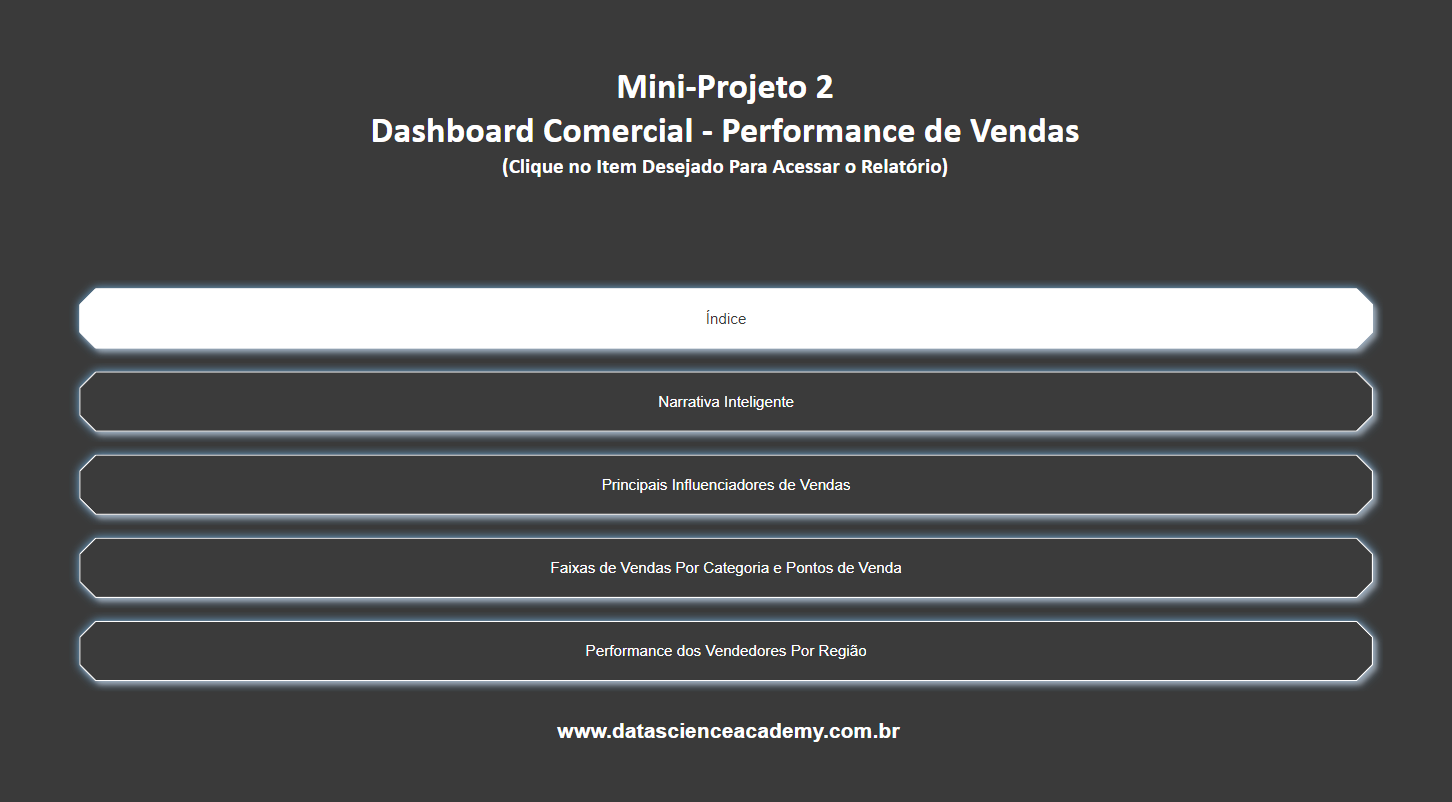 Mini-Projeto 2
Dashboard Comercial - Performance de Vendas
(Clique no Item Desejado Para Acessar o Relatório)
Índice
Narrativa Inteligente
Principais Influenciadores de Vendas
Faixas de Vendas Por Categoria e Pontos de Venda
Performance dos Vendedores Por Região
www.datascienceacademy.com.br